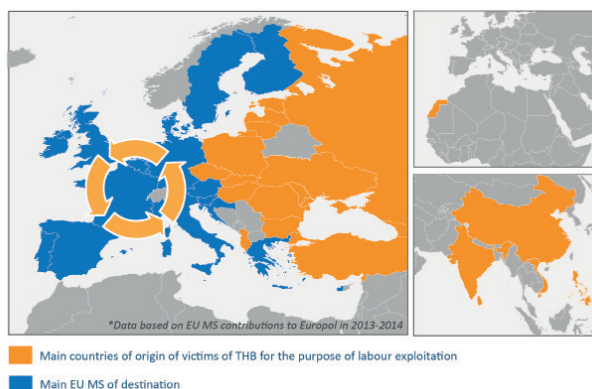 *Data based on EU MS contributions to Europol in 2013-2014
Main countries of origin of victims of THB for the purpose of labour exploitation
Main EU MS of destination